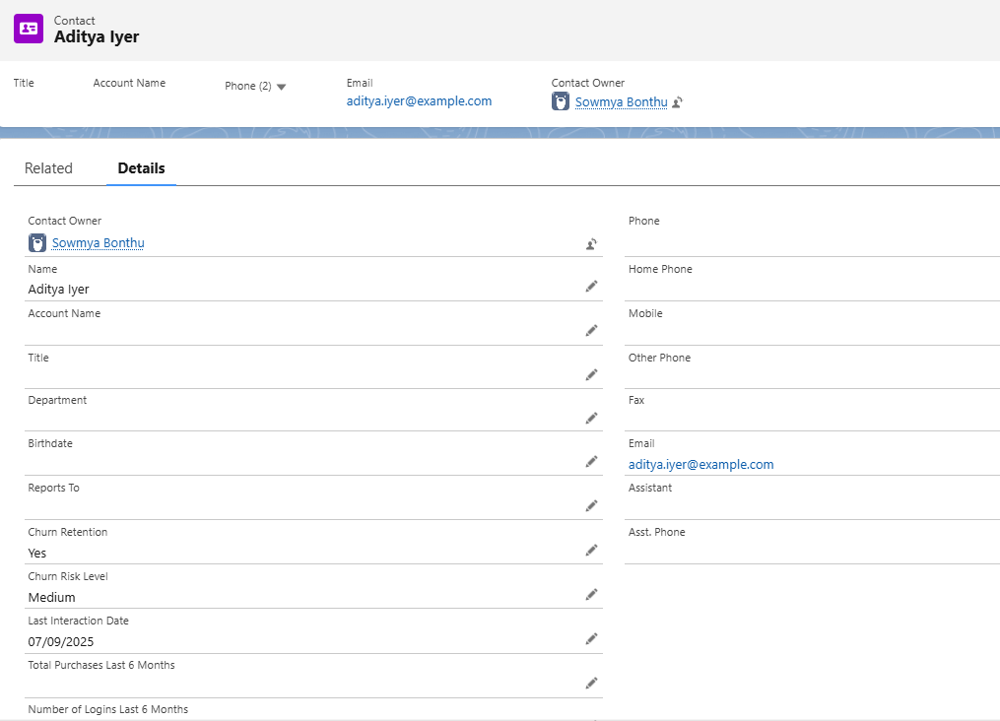 Contact
Aditya Iyer
Title
Account Name
Phone (2)
Email
aditya.iyer@example.com
Contact Owner
Sowmya Bonthu
Related
Details
Contact Owner
Sowmya Bonthu
Name
Aditya Iyer
Account Name
Title
Department
Birthdate
Reports To
Churn Retention
Yes
Churn Risk Level
Medium
Last Interaction Date
07/09/2025
Total Purchases Last 6 Months
Number of Logins Last 6 Months
Phone
Home Phone
Mobile
Other Phone
Fax
Email
aditya.iyer@example.com
Assistant
Asst. Phone